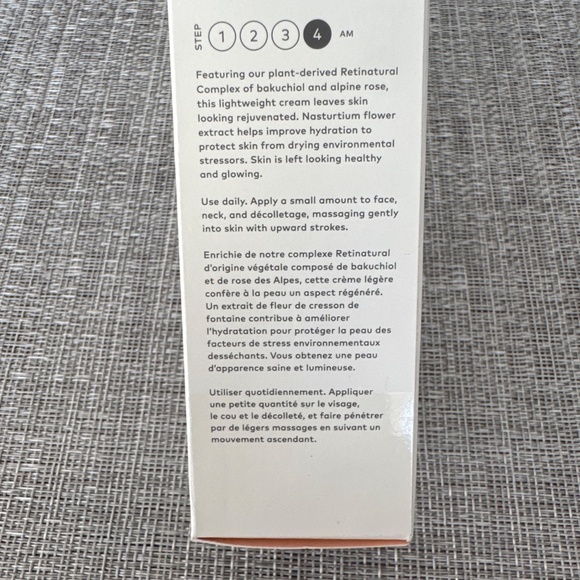 STEP 1 2 3 4 AM
Featuring our plant-derived Retinatural
Complex of bakuchiol and alpine rose,
this lightweight cream leaves skin
looking rejuvenated. Nasturtium flower
extract helps improve hydration to
protect skin from drying environmental
stressors. Skin is left looking healthy
and glowing.
Use daily. Apply a small amount to face,
neck, and décolletage, massaging gently
into skin with upward strokes.
Enrichie de notre complexe Retinatural
d'origine végétale composé de bakuchiol
et de rose des Alpes, cette crème légère
confère à la peau un aspect régénéré.
Un extrait de fleur de cresson de
fontaine contribue à améliorer
l'hydratation pour protéger la peau des
facteurs de stress environnementaux
desséchants. Vous obtenez une peau
d'apparence saine et lumineuse.
Utiliser quotidiennement. Appliquer
une petite quantité sur le visage,
le cou et le décolleté, et faire pénétrer
par de légers massages en suivant un
mouvement ascendant.